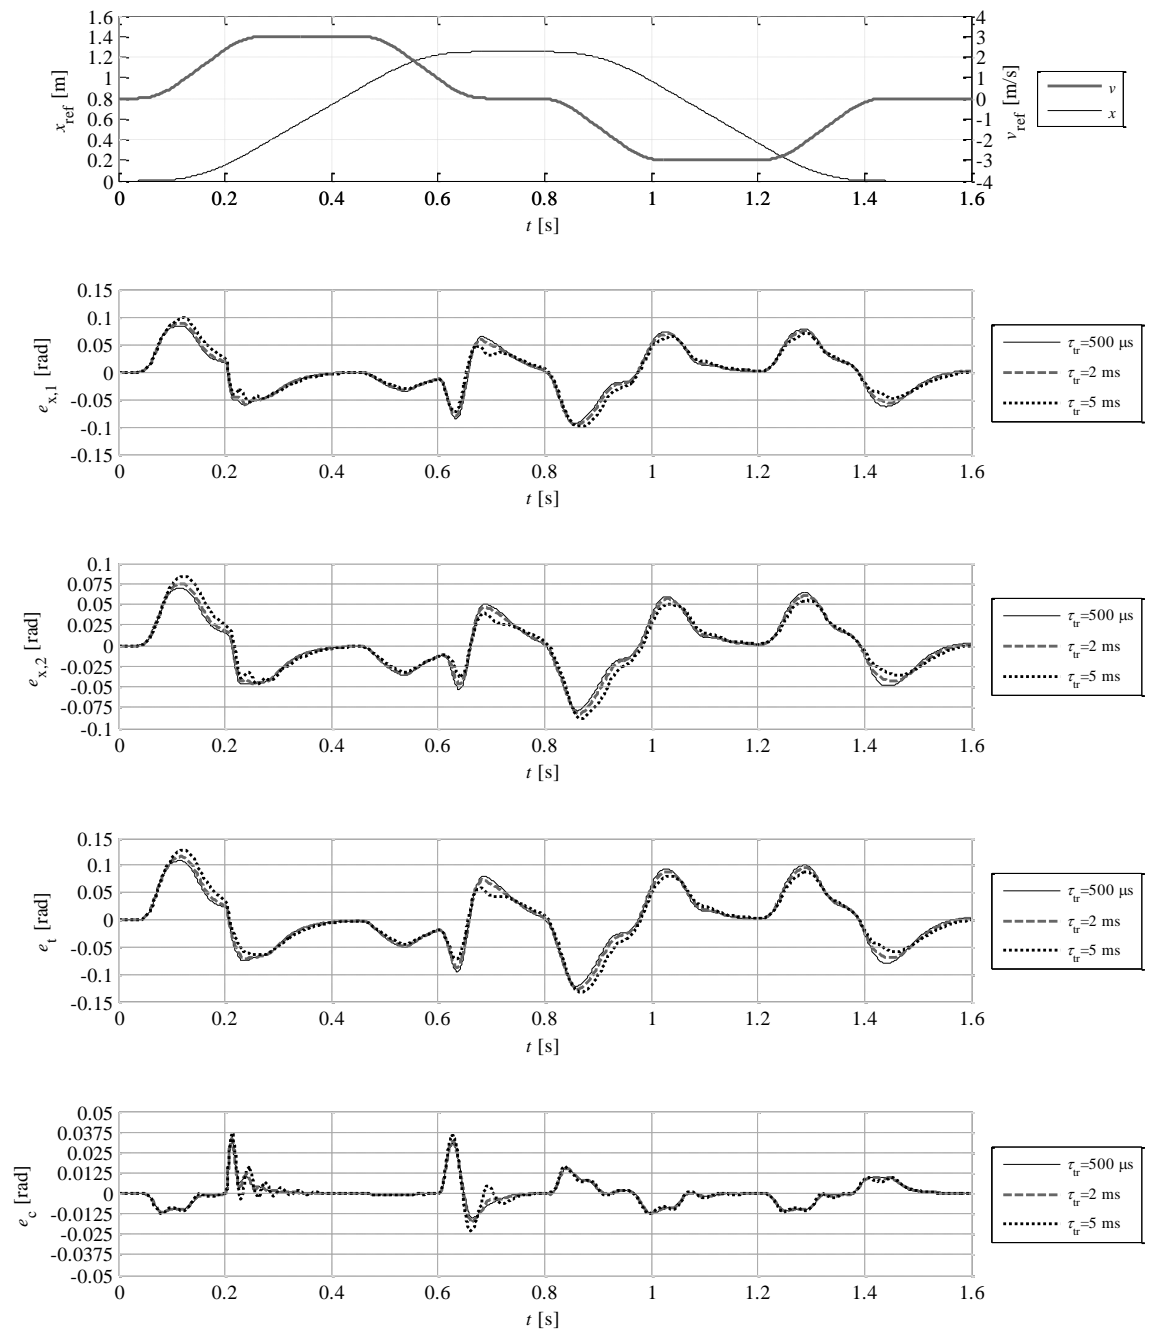 1.6
1.4
1.2
1
0.8
0.6
0.4
0.2
0
x_ref [m]
4
3
2
1
0
-1
-2
-3
-4
v_ref [m/s]
0 0.2 0.4 0.6 0.8 1 1.2 1.4 1.6
t [s]
v
x
0.15
0.1
0.05
0
-0.05
-0.1
-0.15
e_x,1 [rad]
0 0.2 0.4 0.6 0.8 1 1.2 1.4 1.6
t [s]
τ_tr=500 μs
τ_tr=2 ms
τ_tr=5 ms
0.1
0.075
0.05
0.025
0
-0.025
-0.05
-0.075
-0.1
e_x,2 [rad]
0 0.2 0.4 0.6 0.8 1 1.2 1.4 1.6
t [s]
τ_tr=500 μs
τ_tr=2 ms
τ_tr=5 ms
0.15
0.1
0.05
0
-0.05
-0.1
-0.15
e_t [rad]
0 0.2 0.4 0.6 0.8 1 1.2 1.4 1.6
t [s]
τ_tr=500 μs
τ_tr=2 ms
τ_tr=5 ms
0.05
0.0375
0.025
0.0125
0
-0.0125
-0.025
-0.0375
-0.05
e_c [rad]
0 0.2 0.4 0.6 0.8 1 1.2 1.4 1.6
t [s]
τ_tr=500 μs
τ_tr=2 ms
τ_tr=5 ms